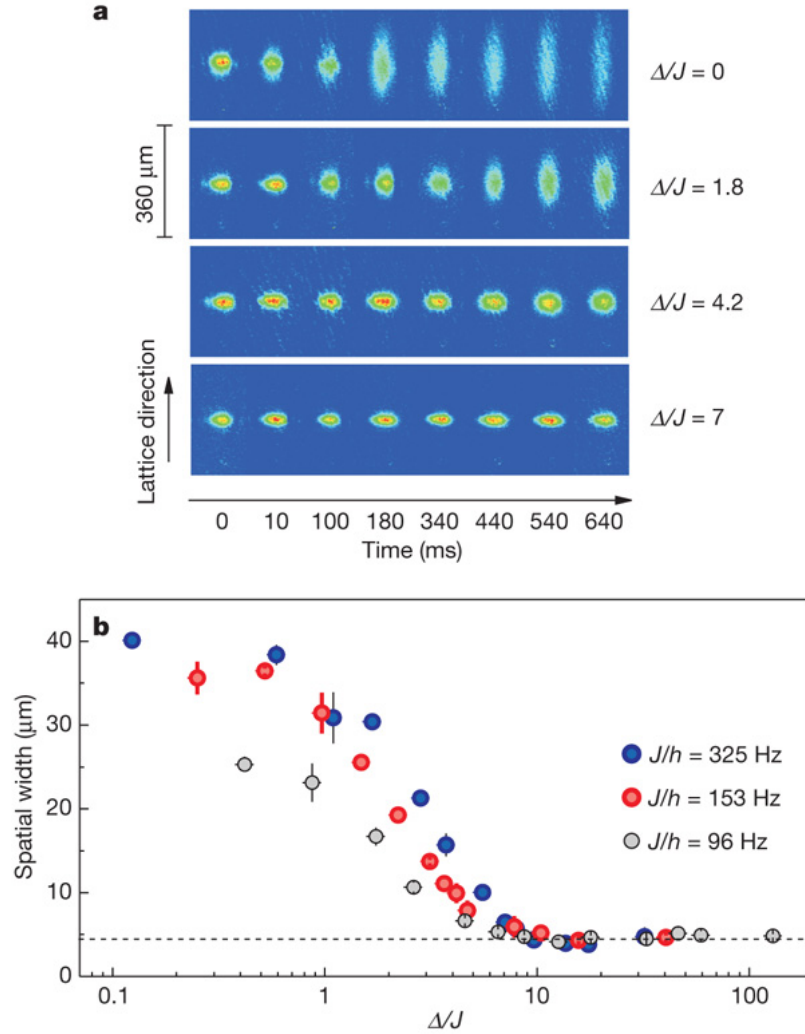 a
Δ/J = 0
360 μm
Δ/J = 1.8
Δ/J = 4.2
Lattice direction
Δ/J = 7
0 10 100 180 340 440 540 640
Time (ms)
b
40
30
20
10
0
Spatial width (μm)
J/h = 325 Hz
J/h = 153 Hz
J/h = 96 Hz
0.1 1 10 100
Δ/J